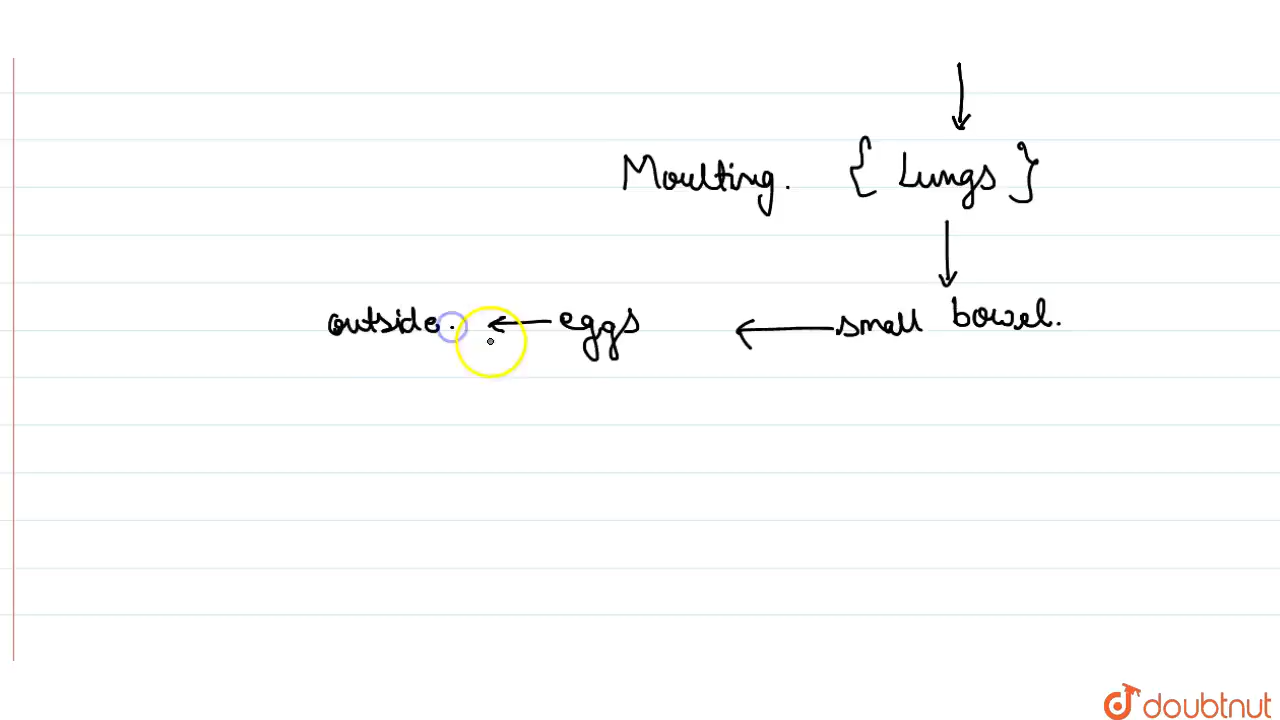 Moulting. { Lungs }
outside. ← eggs ← small bowel.
doubtnut